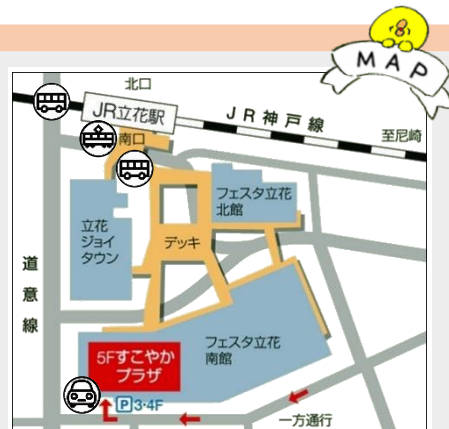 MAP
北口
JR立花駅
JR神戸線
南口
至尼崎
フェスタ立花
北館
立花
ジョイ
タウン
デッキ
道意線
フェスタ立花
南館
5Fすこやか
プラザ
P3・4F
一方通行